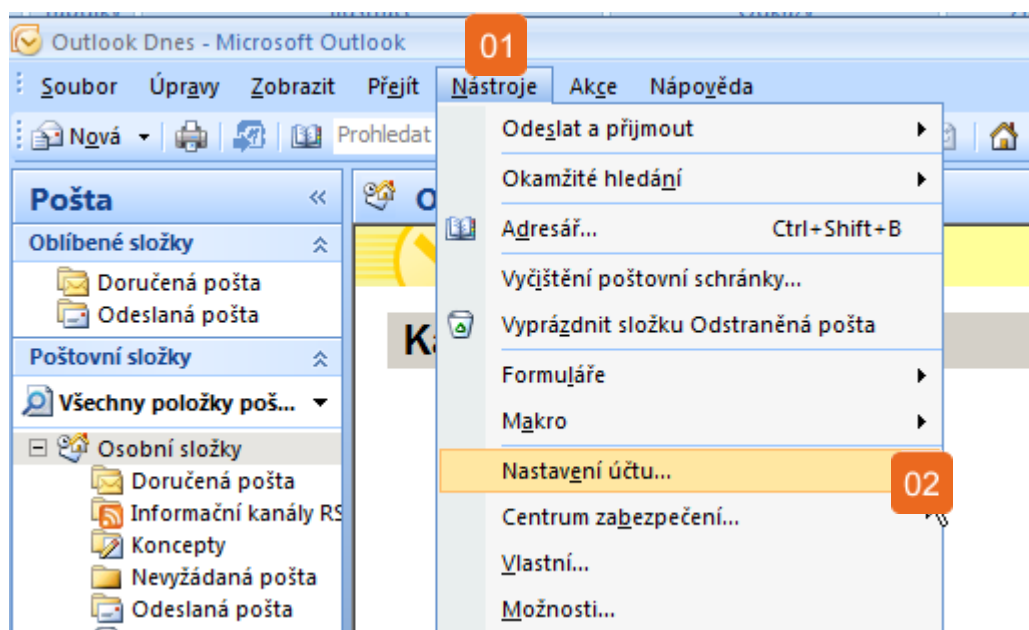 Outlook Dnes - Microsoft Outlook
01
Soubor Úpravy Zobrazit Přejít Nástroje Akce Nápověda
Nová Prohledat
Odeslat a přijmout
Okamžité hledání
Adresář... Ctrl+Shift+B
Vyčištění poštovní schránky...
Vyprázdnit složku Odstraněná pošta
Formuláře
Makro
Nastavení účtu...
02
Centrum zabezpečení...
Vlastní...
Možnosti...
Pošta
Oblíbené složky
Doručená pošta
Odeslaná pošta
Poštovní složky
Všechny položky poš...
Osobní složky
Doručená pošta
Informační kanály RS
Koncepty
Nevyžádaná pošta
Odeslaná pošta
O
Ka